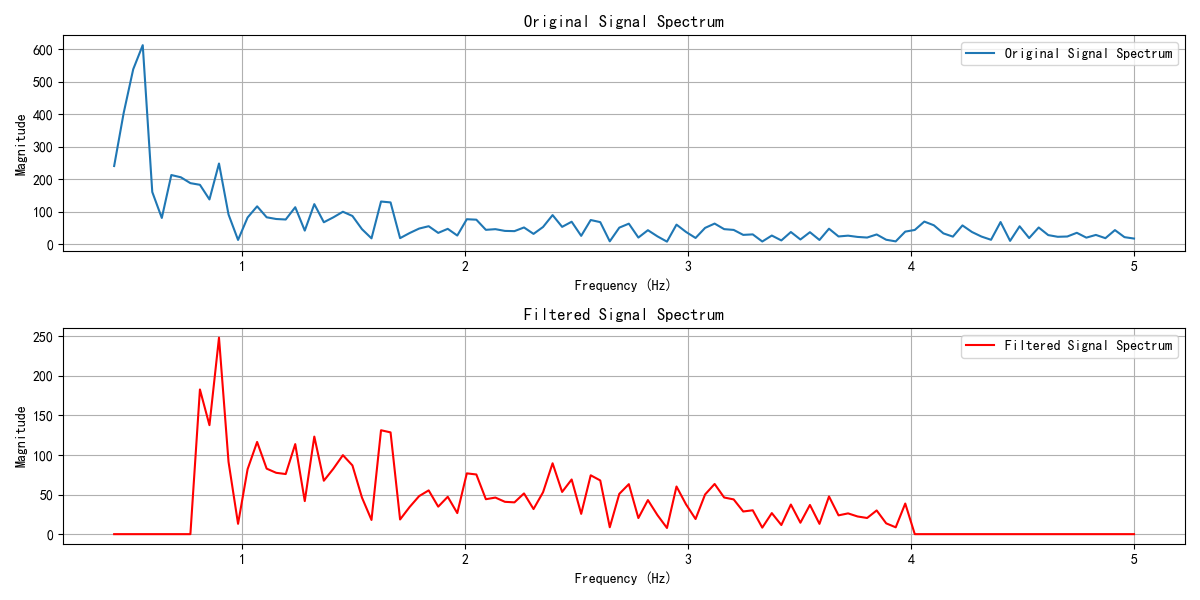 Original Signal Spectrum
Original Signal Spectrum
600
500
400
300
200
100
0
Magnitude
1 2 3 4 5
Frequency (Hz)
Filtered Signal Spectrum
Filtered Signal Spectrum
250
200
150
100
50
0
Magnitude
1 2 3 4 5
Frequency (Hz)